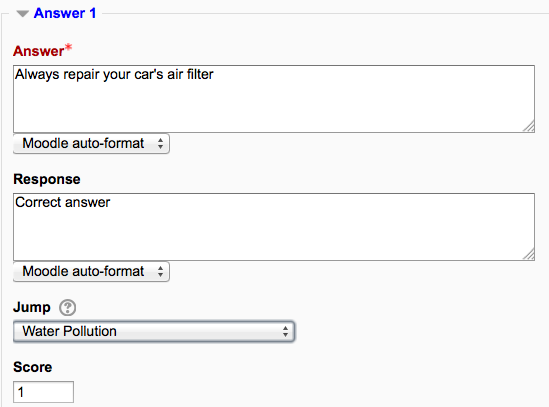 Answer 1
Answer*
Always repair your car's air filter
Moodle auto-format
Response
Correct answer
Moodle auto-format
Jump ?
Water Pollution
Score
1